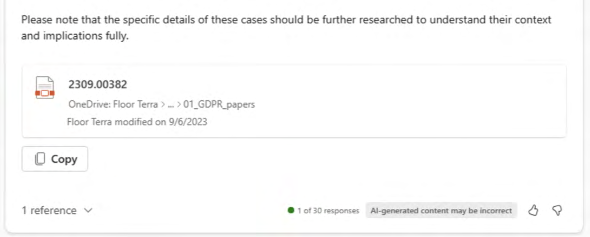 Please note that the specific details of these cases should be further researched to understand their context
and implications fully.
2309.00382
OneDrive: Floor Terra > ... > 01_GDPR_papers
Floor Terra modified on 9/6/2023
Copy
1 reference
1 of 30 responses
AI-generated content may be incorrect